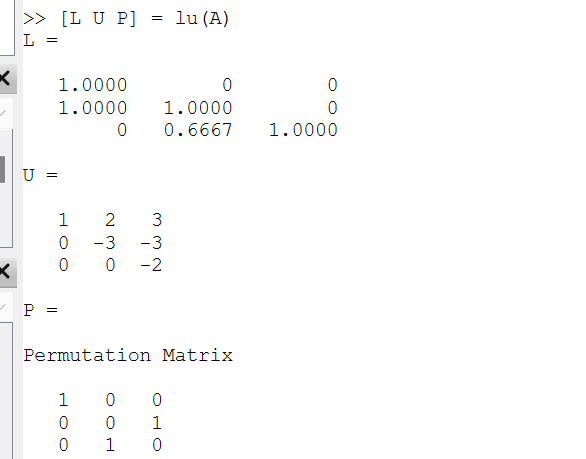 >> [L U P] = lu(A)
L =
1.0000 0 0
1.0000 1.0000 0
0 0.6667 1.0000
U =
1 2 3
0 -3 -3
0 0 -2
P =
Permutation Matrix
1 0 0
0 0 1
0 1 0